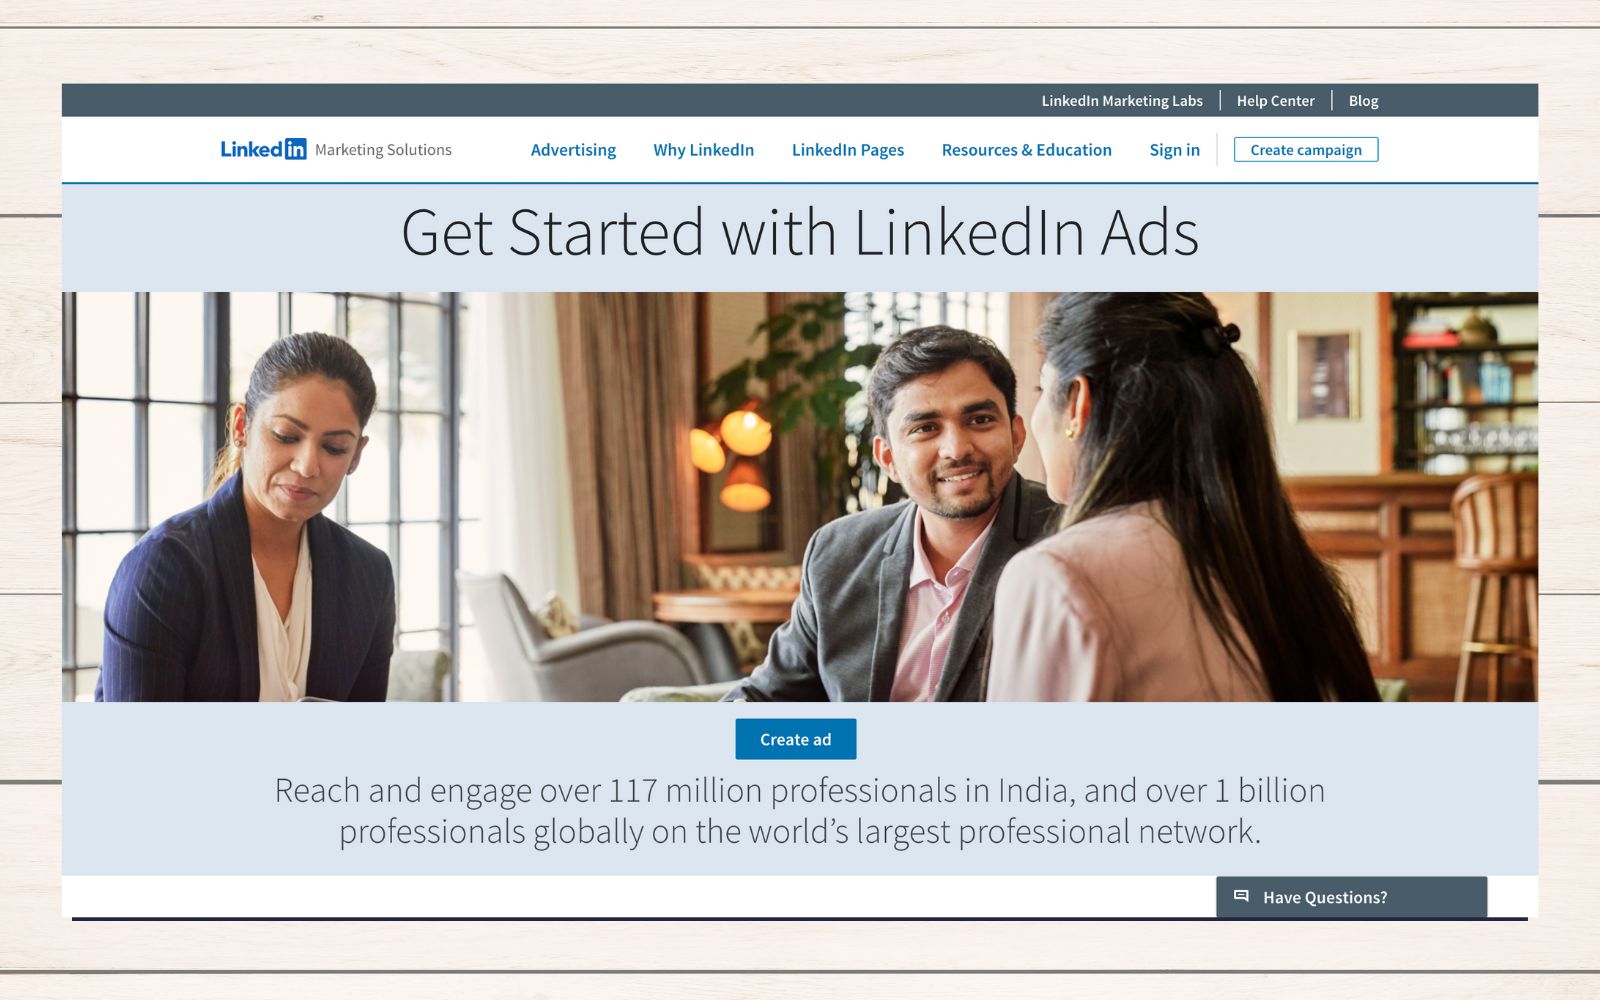 LinkedIn Marketing Labs
Help Center
Blog
Linked in Marketing Solutions
Advertising
Why LinkedIn
LinkedIn Pages
Resources & Education
Sign in
Create campaign
Get Started with LinkedIn Ads
Create ad
Reach and engage over 117 million professionals in India, and over 1 billion
professionals globally on the world’s largest professional network.
Have Questions?